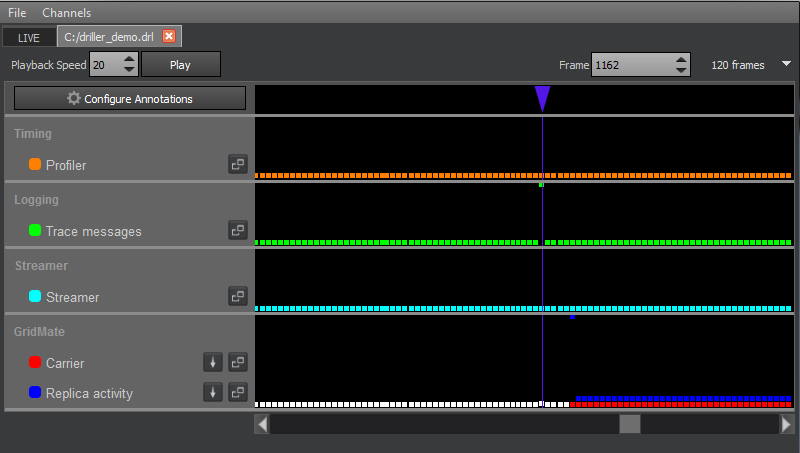 File Channels
LIVE C:/driller_demo.drl
Playback Speed 20 Play Frame 1162 120 frames
Configure Annotations
Timing
Profiler
Logging
Trace messages
Streamer
Streamer
GridMate
Carrier
Replica activity